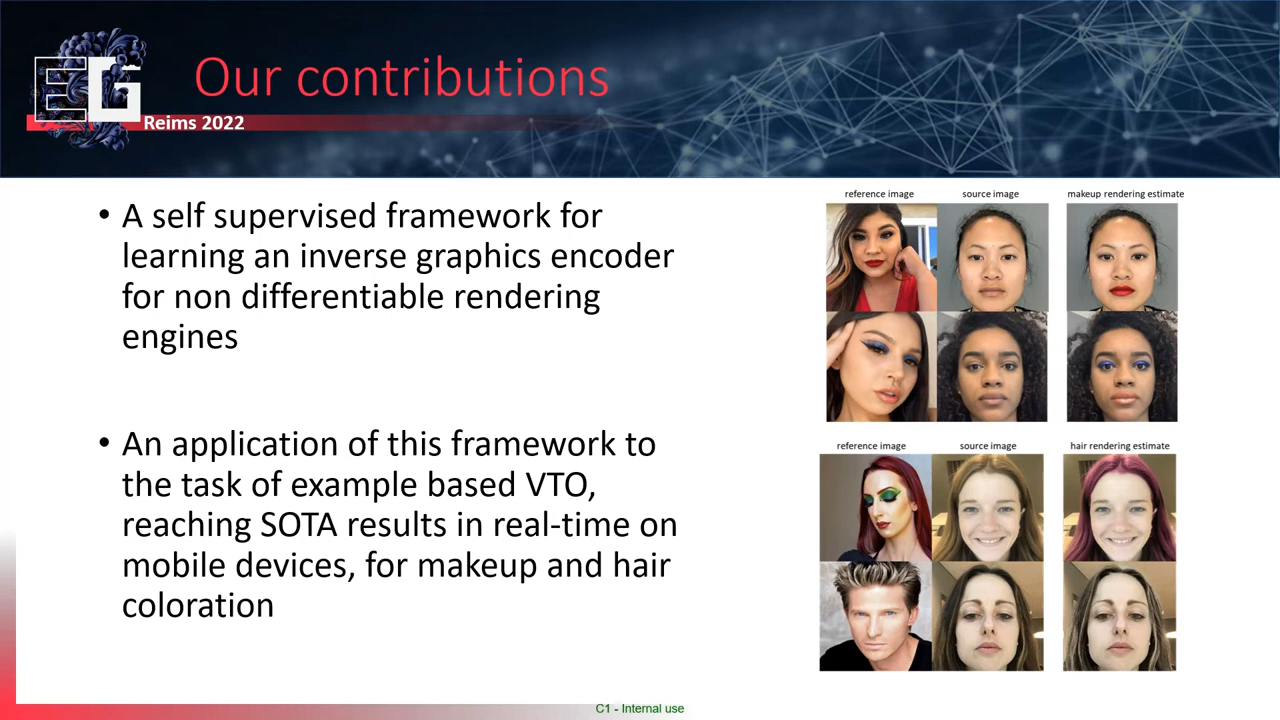 EG
Our contributions
Reims 2022
• A self supervised framework for
learning an inverse graphics encoder
for non differentiable rendering
engines
• An application of this framework to
the task of example based VTO,
reaching SOTA results in real-time on
mobile devices, for makeup and hair
coloration
reference image source image makeup rendering estimate
reference image source image hair rendering estimate
C1 - Internal use